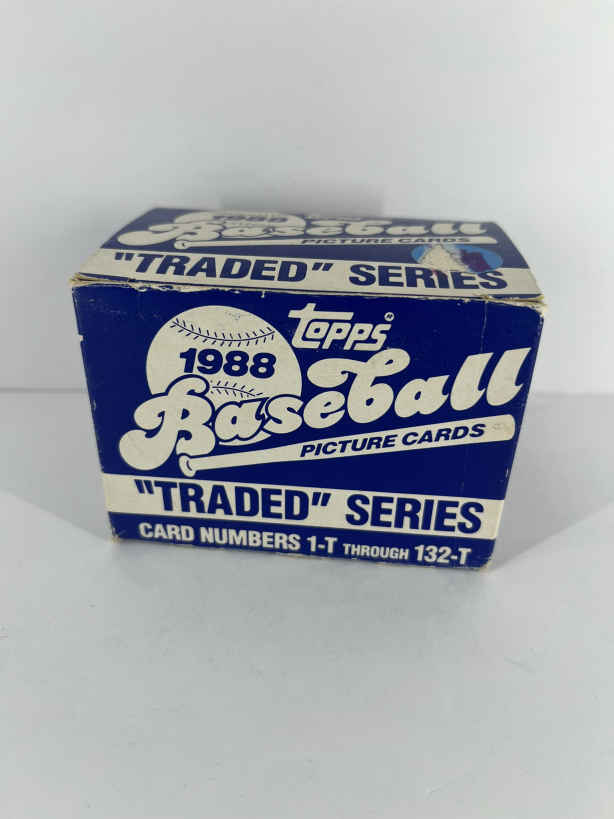 1988
Baseball
PICTURE CARDS
"TRADED" SERIES
topps
1988
Baseball
PICTURE CARDS
"TRADED" SERIES
CARD NUMBERS 1-T THROUGH 132-T